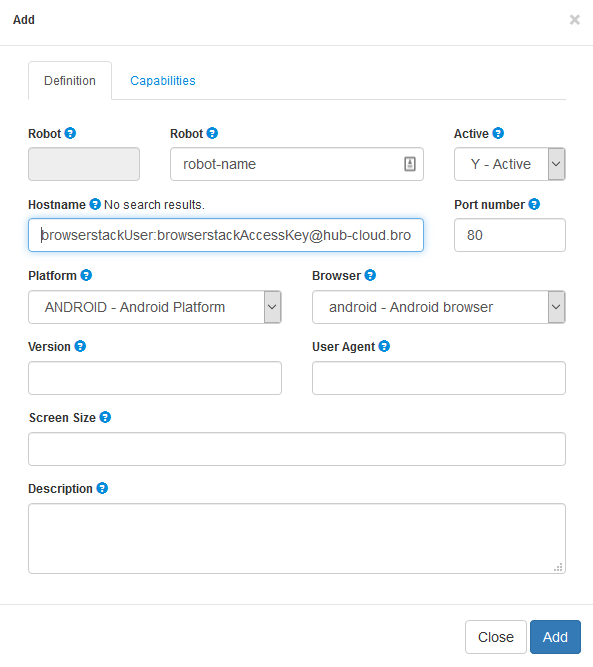 Add ×
Definition Capabilities
Robot Robot Active
robot-name Y - Active
Hostname No search results. Port number
browserstackUser:browserstackAccessKey@hub-cloud.bro 80
Platform Browser
ANDROID - Android Platform android - Android browser
Version User Agent
Screen Size
Description
Close Add